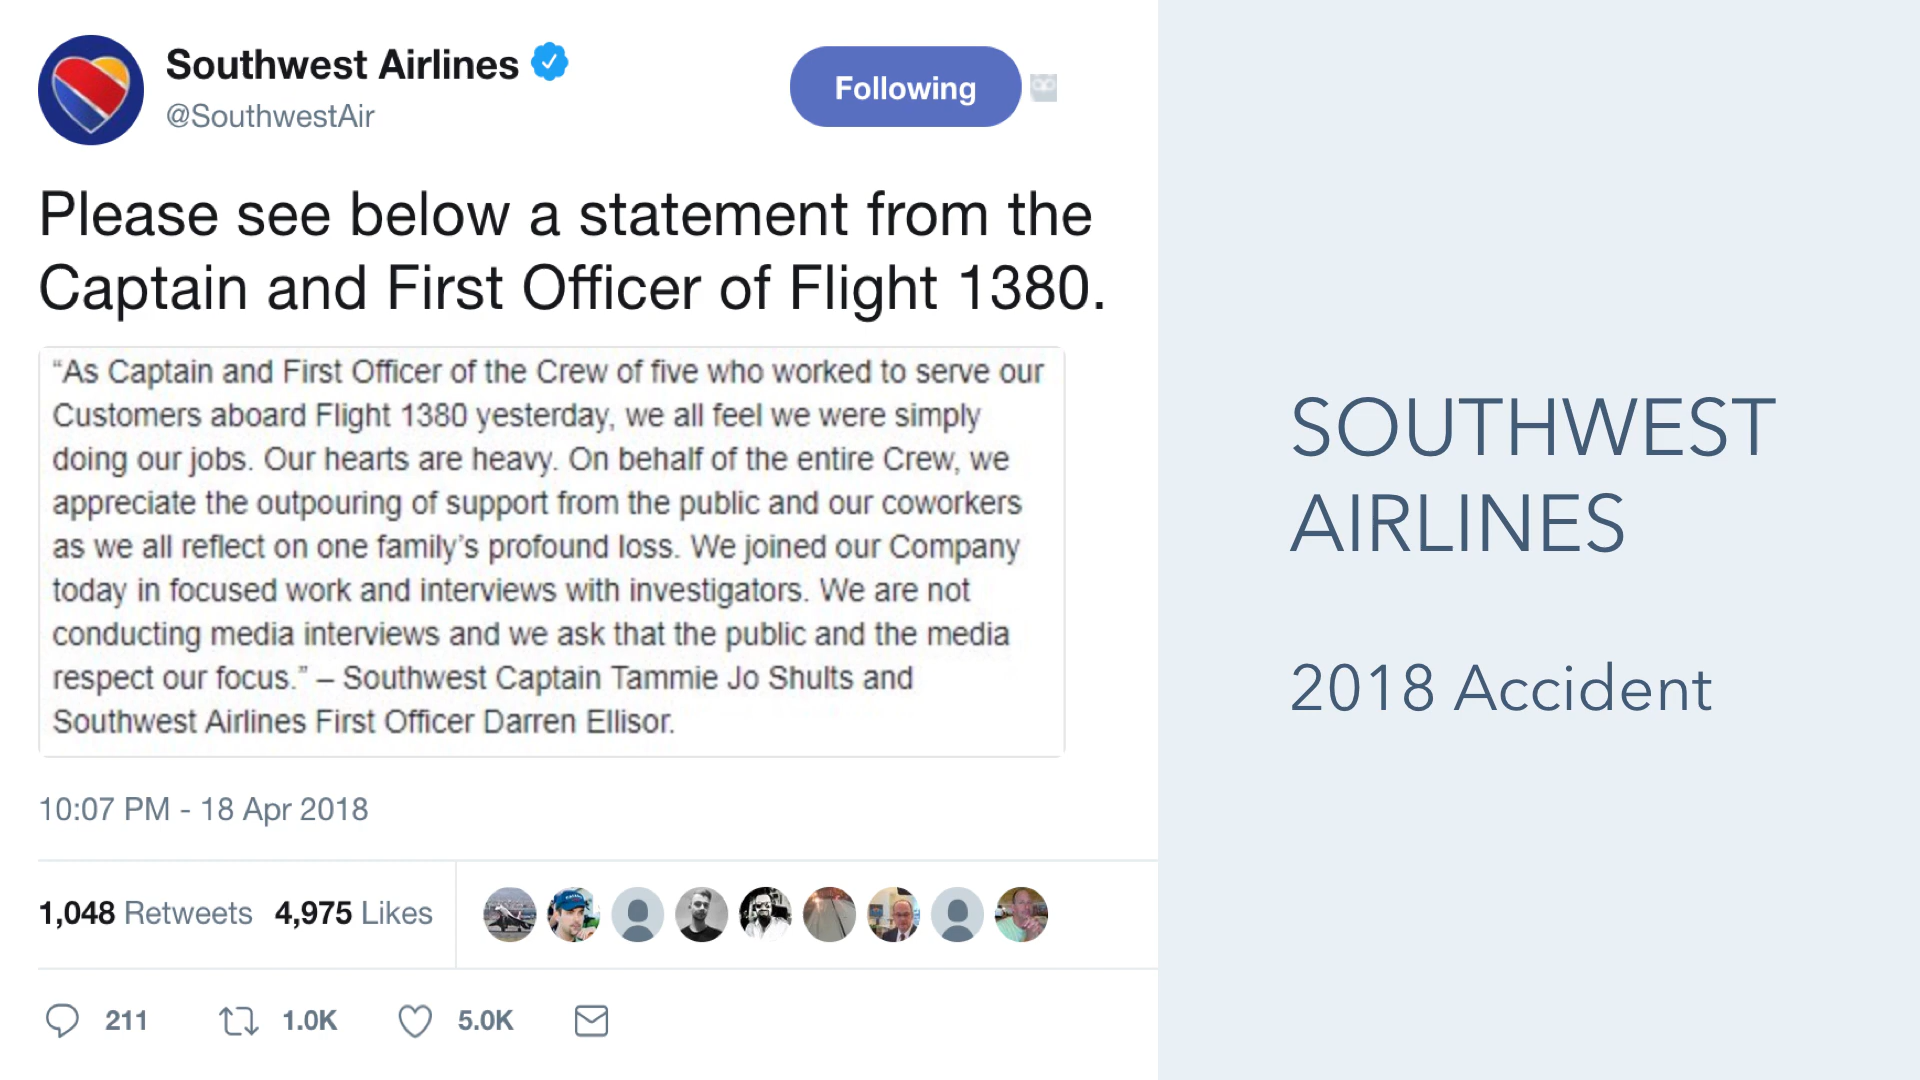 Southwest Airlines
@SouthwestAir
Following
Please see below a statement from the
Captain and First Officer of Flight 1380.
“As Captain and First Officer of the Crew of five who worked to serve our
Customers aboard Flight 1380 yesterday, we all feel we were simply
doing our jobs. Our hearts are heavy. On behalf of the entire Crew, we
appreciate the outpouring of support from the public and our coworkers
as we all reflect on one family’s profound loss. We joined our Company
today in focused work and interviews with investigators. We are not
conducting media interviews and we ask that the public and the media
respect our focus.” – Southwest Captain Tammie Jo Shults and
Southwest Airlines First Officer Darren Ellisor.
10:07 PM - 18 Apr 2018
1,048 Retweets 4,975 Likes
211 1.0K 5.0K
SOUTHWEST
AIRLINES
2018 Accident